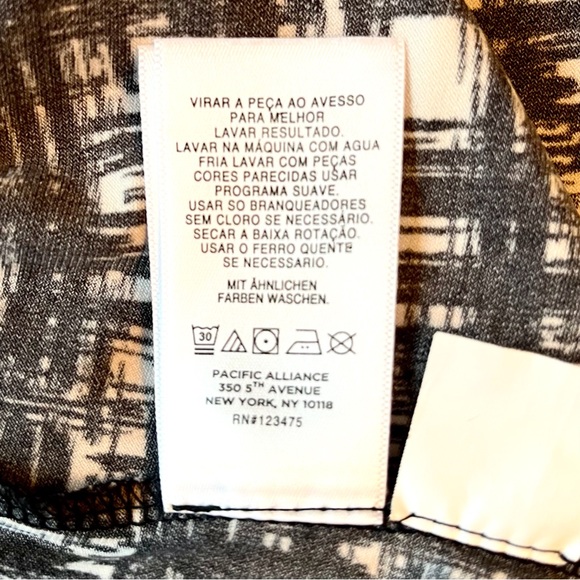 VIRAR A PEÇA AO AVESSO
PARA MELHOR
LAVAR RESULTADO.
LAVAR NA MÁQUINA COM AGUA
FRIA LAVAR COM PEÇAS
CORES PARECIDAS USAR
PROGRAMA SUAVE.
USAR SO BRANQUEADORES
SEM CLORO SE NECESSÁRIO.
SECAR A BAIXA ROTAÇÃO.
USAR O FERRO QUENTE
SE NECESSARIO.
MIT ÄHNLICHEN
FARBEN WASCHEN.
30
PACIFIC ALLIANCE
350 5TH AVENUE
NEW YORK, NY 10118
RN#123475